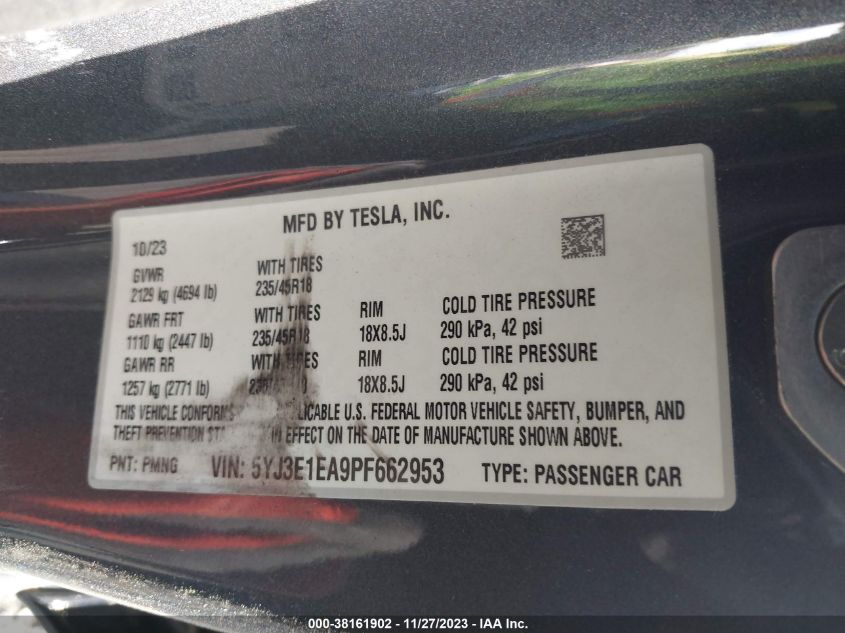 MFD BY TESLA, INC.
10/23
GVWR
2129 kg (4694 lb)
WITH TIRES
235/45R18
GAWR FRT
1110 kg (2447 lb)
WITH TIRES
235/45R18
RIM
18X8.5J
COLD TIRE PRESSURE
290 kPa, 42 psi
GAWR RR
1257 kg (2771 lb)
WITH TIRES
RIM
18X8.5J
COLD TIRE PRESSURE
290 kPa, 42 psi
THIS VEHICLE CONFORMS U.S. FEDERAL MOTOR VEHICLE SAFETY, BUMPER, AND
THEFT PREVENTION IN EFFECT ON THE DATE OF MANUFACTURE SHOWN ABOVE.
PNT: PMNG VIN: 5YJ3E1EA9PF662953 TYPE: PASSENGER CAR
000-38161902 - 11/27/2023 - IAA Inc.